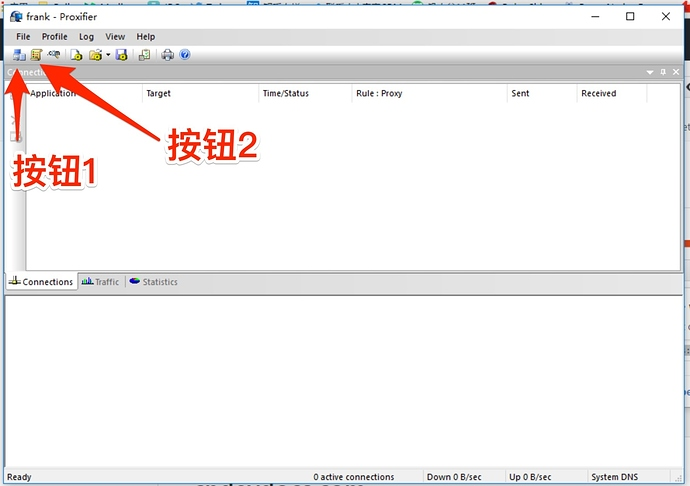 frank - Proxifier
File Profile Log View Help
Application Target Time/Status Rule : Proxy Sent Received
按钮1
按钮2
Connections Traffic Statistics
Ready 0 active connections Down 0 B/sec Up 0 B/sec System DNS